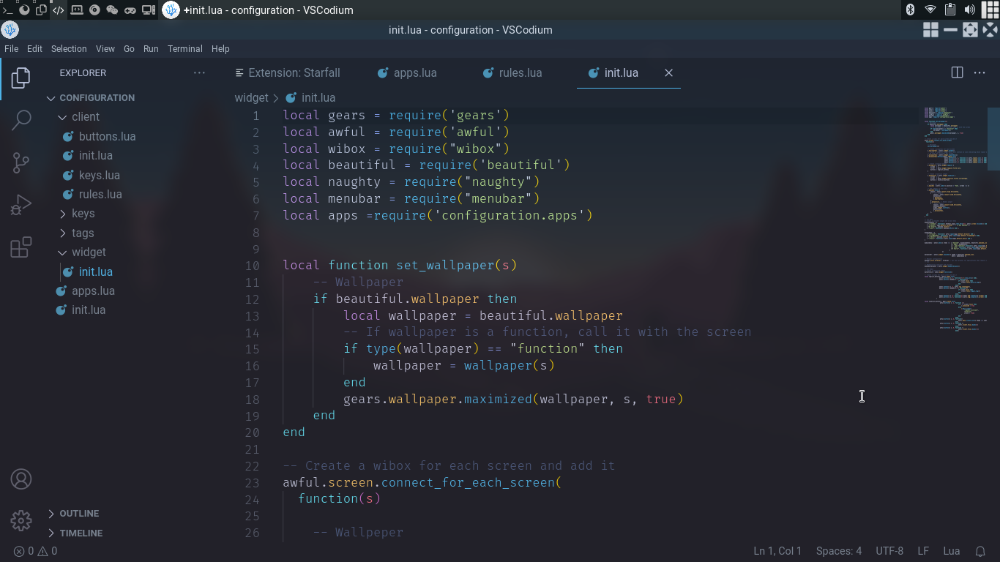 +init.lua - configuration - VSCodium
init.lua - configuration - VSCodium
File Edit Selection View Go Run Terminal Help
EXPLORER
CONFIGURATION
client
buttons.lua
init.lua
keys.lua
rules.lua
keys
tags
widget
init.lua
apps.lua
init.lua
OUTLINE
TIMELINE
Extension: Starfall apps.lua rules.lua init.lua
widget > init.lua
1 local gears = require('gears')
2 local awful = require('awful')
3 local wibox = require("wibox")
4 local beautiful = require('beautiful')
5 local naughty = require("naughty")
6 local menubar = require("menubar")
7 local apps =require('configuration.apps')
8
9
10 local function set_wallpaper(s)
11     -- Wallpaper
12     if beautiful.wallpaper then
13         local wallpaper = beautiful.wallpaper
14         -- If wallpaper is a function, call it with the screen
15         if type(wallpaper) == "function" then
16             wallpaper = wallpaper(s)
17         end
18         gears.wallpaper.maximized(wallpaper, s, true)
19     end
20 end
21
22 -- Create a wibox for each screen and add it
23 awful.screen.connect_for_each_screen(
24   function(s)
25
26     -- Wallpeper
0 0 Ln 1, Col 1 Spaces: 4 UTF-8 LF Lua